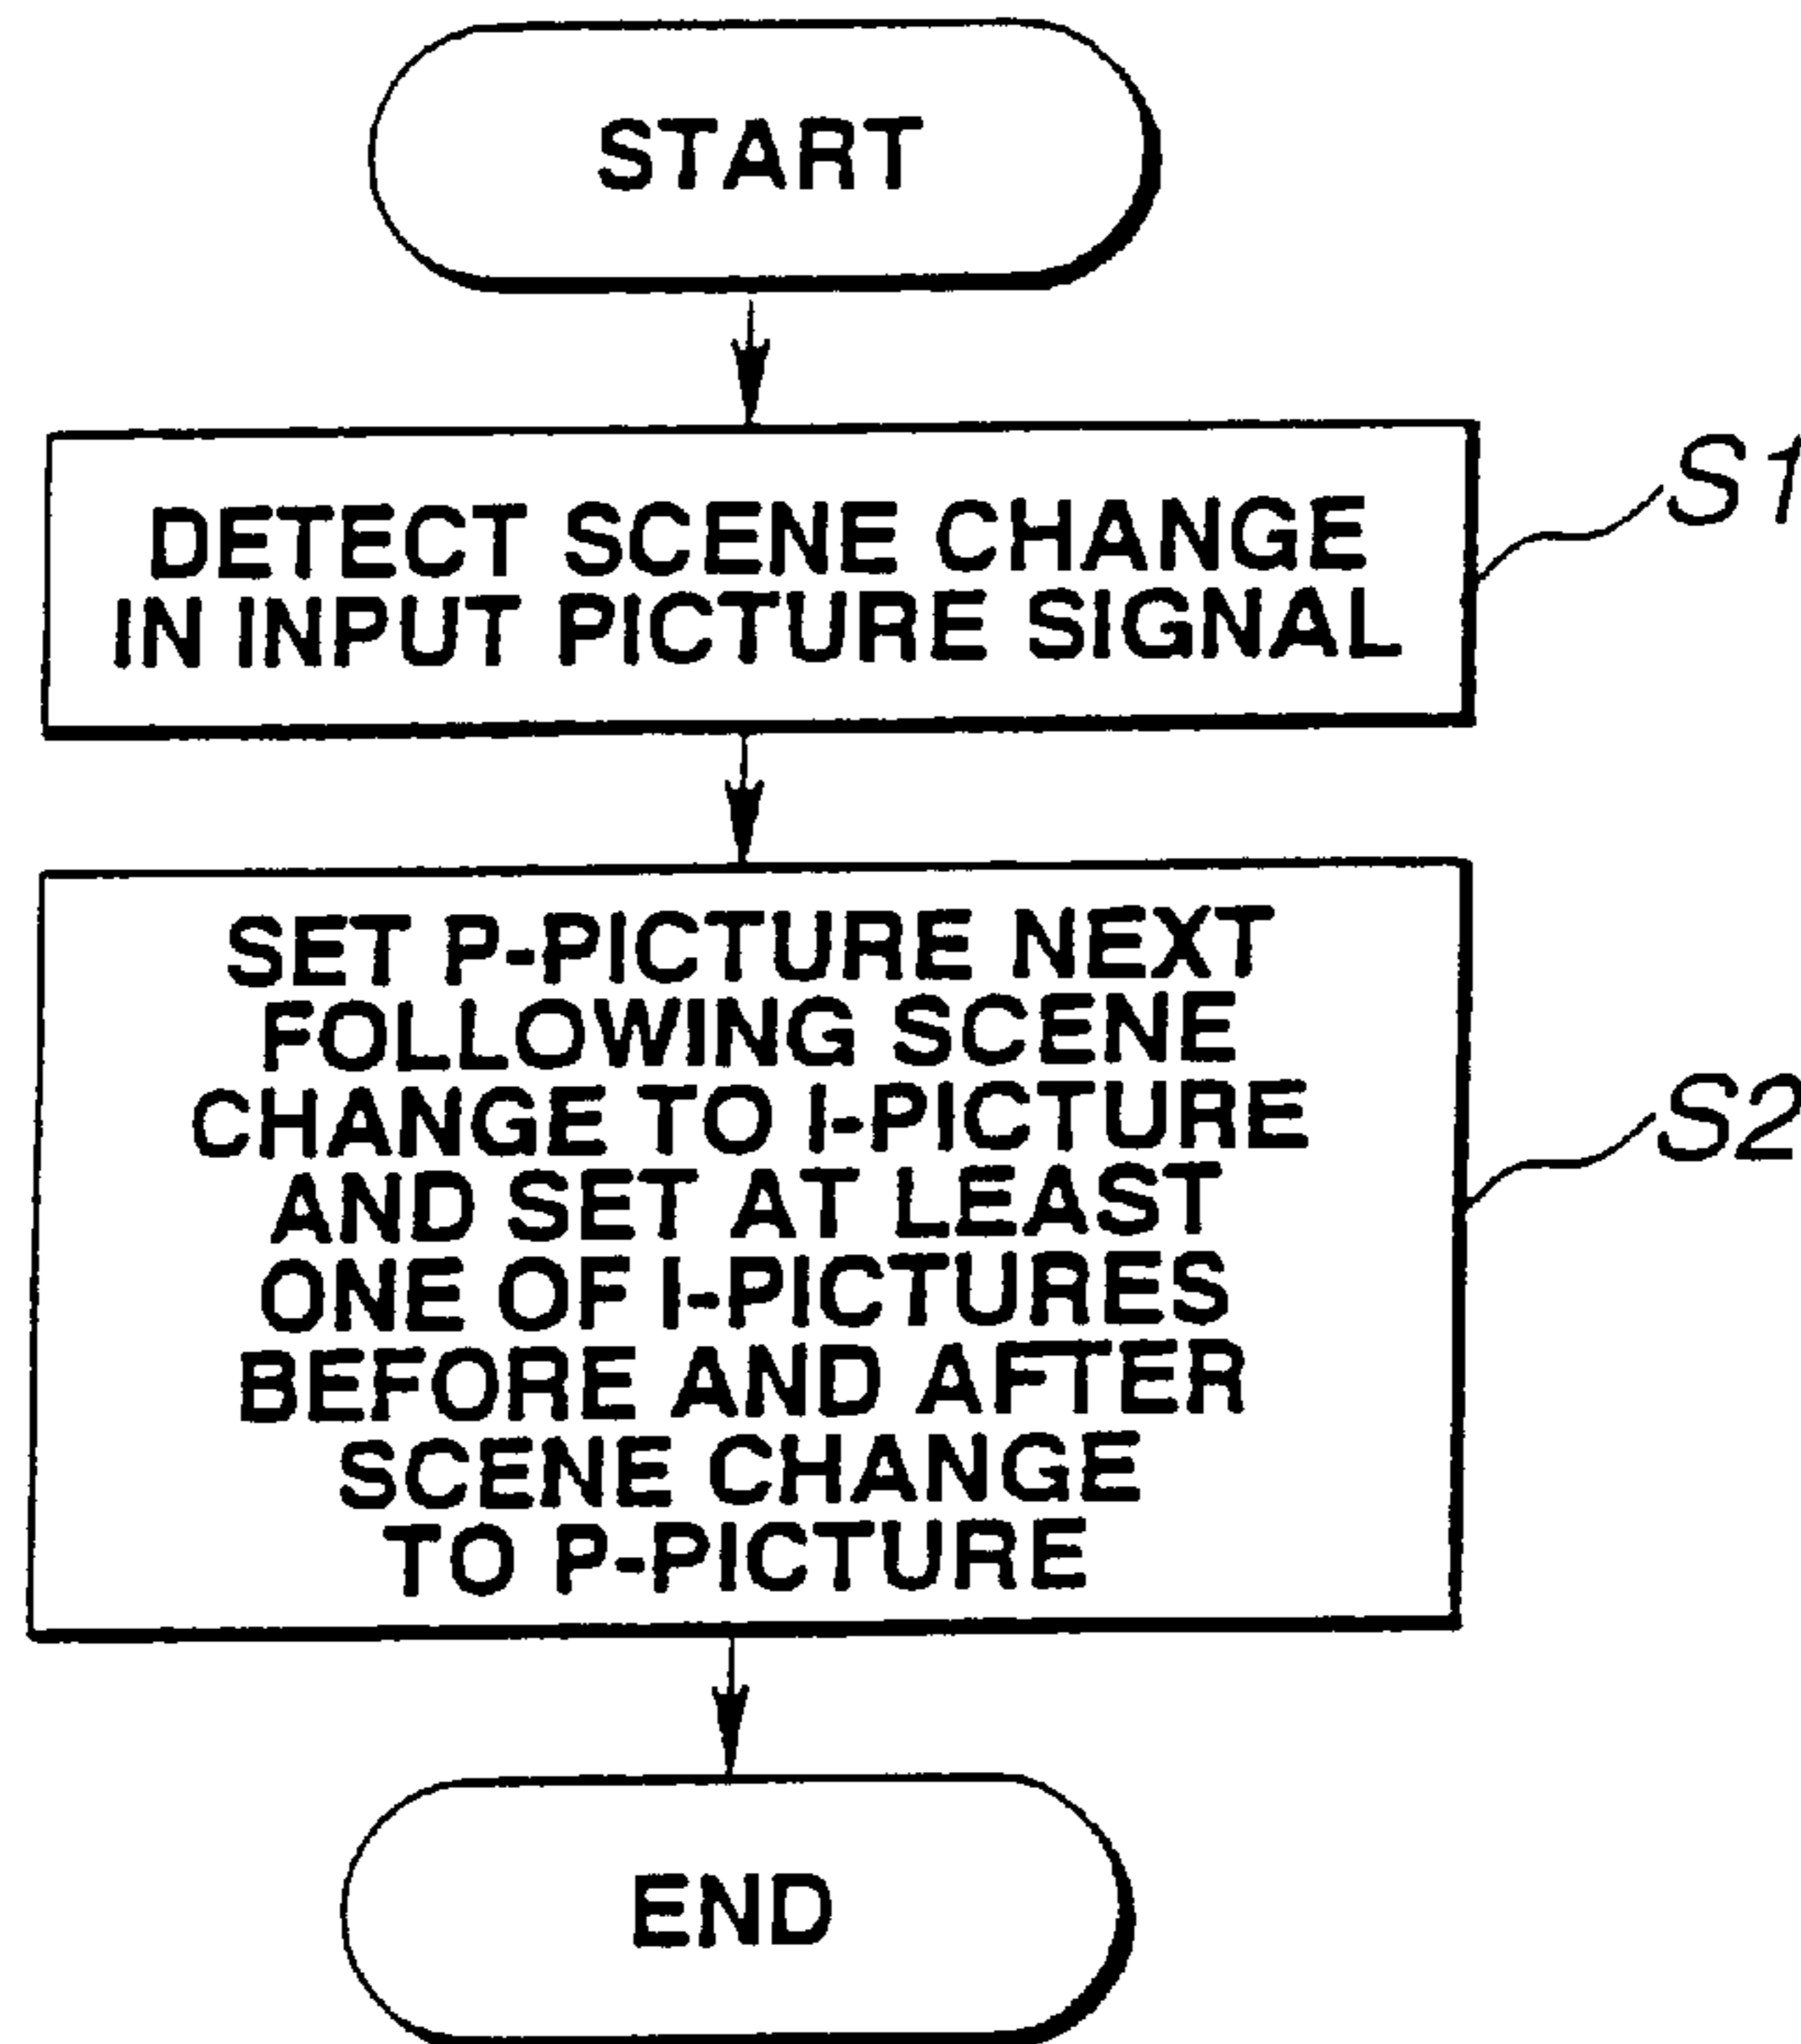 START
DETECT SCENE CHANGE
IN INPUT PICTURE SIGNAL
S1
SET P-PICTURE NEXT
FOLLOWING SCENE
CHANGE TO I-PICTURE
AND SET AT LEAST
ONE OF I-PICTURES
BEFORE AND AFTER
SCENE CHANGE
TO P-PICTURE
S2
END